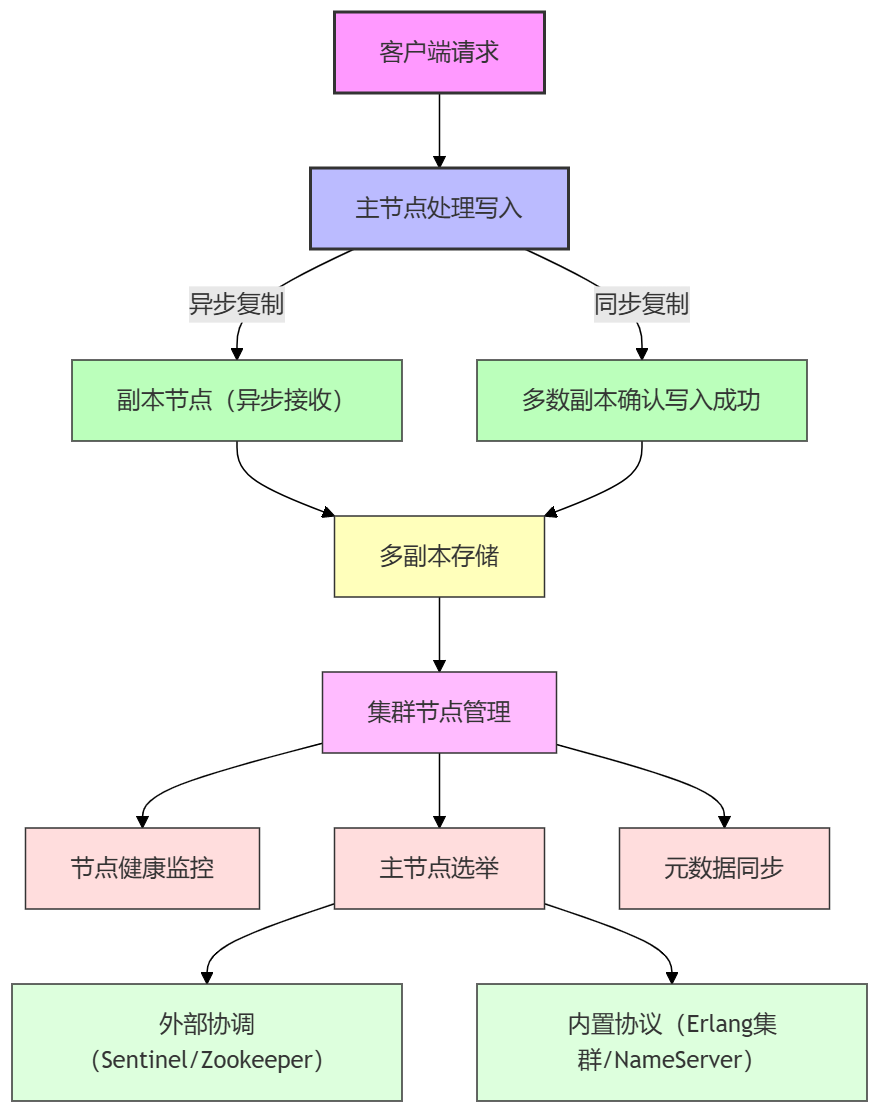 客户端请求
主节点处理写入
异步复制
同步复制
副本节点（异步接收）
多数副本确认写入成功
多副本存储
集群节点管理
节点健康监控
主节点选举
元数据同步
外部协调
（Sentinel/Zookeeper）
内置协议（Erlang集
群/NameServer）